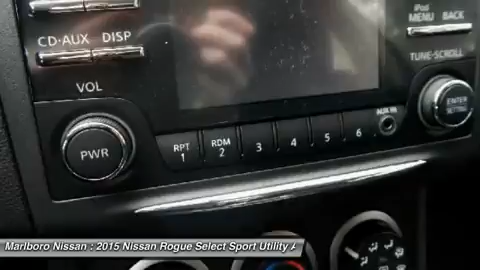 iPod
MENU BACK
CD·AUX DISP
TUNE·SCROLL
VOL
ENTER
SETTING
AUX IN
PWR
RPT
1
RDM
2
3
4
5
6
Marlboro Nissan : 2015 Nissan Rogue Select Sport Utility